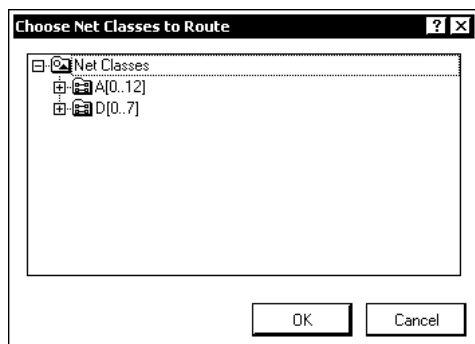 Choose Net Classes to Route
Net Classes
A[0..12]
D[0..7]
OK Cancel